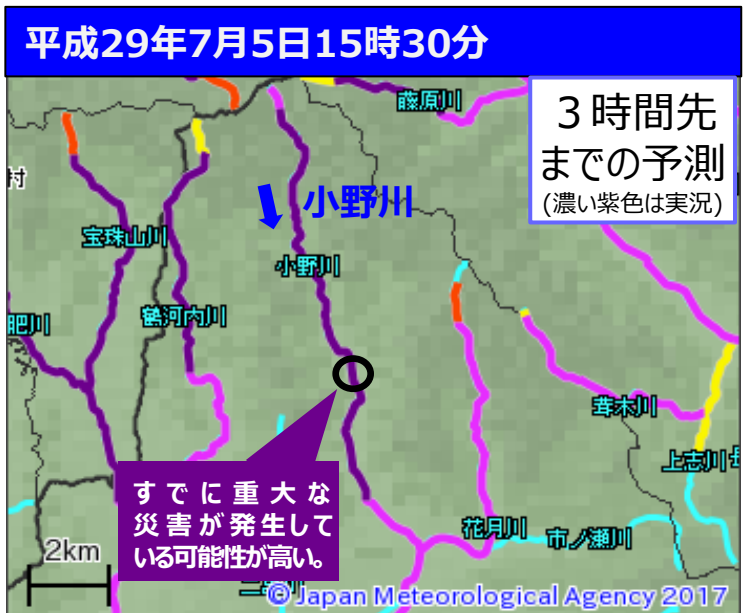 平成29年7月5日15時30分
3時間先
までの予測
(濃い紫色は実況)
藤原川
村
小野川
宝珠山川
小野川
肥川
鶴河内川
茸木川
上志川
すでに重大な
災害が発生して
いる可能性が高い。
花月川
市ノ瀬川
2km
© Japan Meteorological Agency 2017